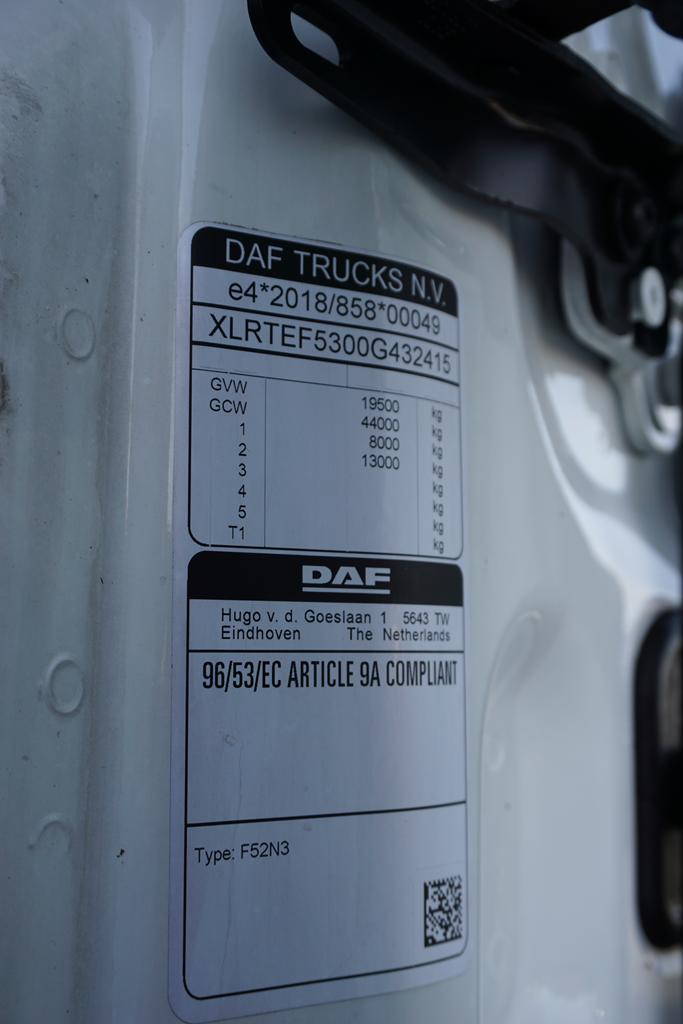 DAF TRUCKS N.V.
e4*2018/858*00049
XLRTEF5300G432415
GVW 19500 kg
GCW 44000 kg
1 8000 kg
2 13000 kg
3 kg
4 kg
5 kg
T1 kg
DAF
Hugo v. d. Goeslaan 1 5643 TW
Eindhoven The Netherlands
96/53/EC ARTICLE 9A COMPLIANT
Type: F52N3